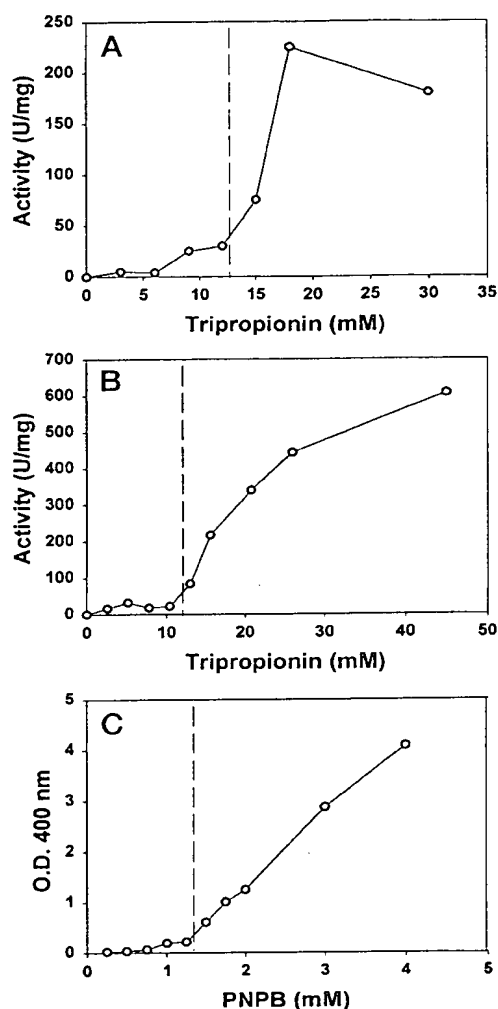 A
Activity (U/mg)
250
200
150
100
50
0
0 5 10 15 20 25 30 35
Tripropionin (mM)
B
Activity (U/mg)
700
600
500
400
300
200
100
0
0 10 20 30 40 50
Tripropionin (mM)
C
O.D. 400 nm
5
4
3
2
1
0
0 1 2 3 4 5
PNPB (mM)